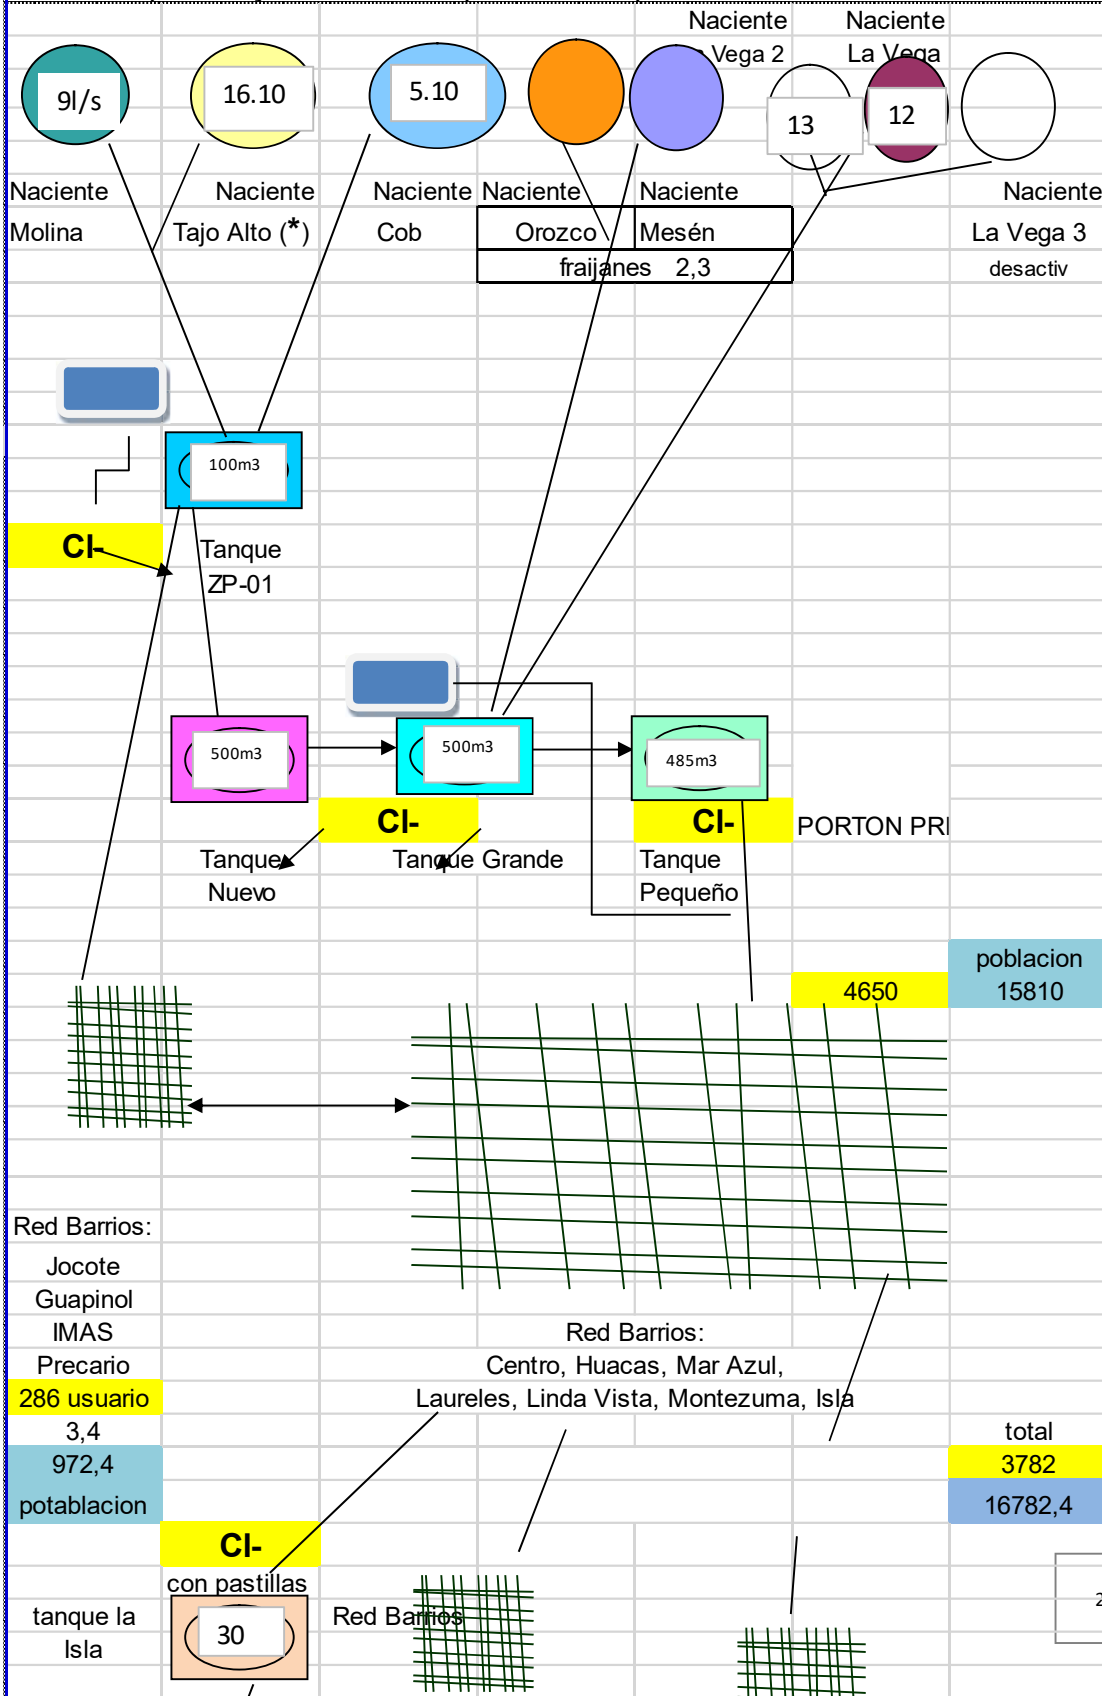 Naciente
Naciente
Vega 2
La Vega
9l/s
16.10
5.10
13
12
Naciente
Naciente
Naciente
Naciente
Naciente
Naciente
Molina
Tajo Alto (*)
Cob
Orozco
Mesén
La Vega 3
fraijanes 2,3
desactiv
100m3
Cl-
Tanque
ZP-01
500m3
500m3
485m3
Cl-
Cl-
PORTON PRI
Tanque
Nuevo
Tanque Grande
Tanque
Pequeño
poblacion
4650
15810
Red Barrios:
Jocote
Guapinol
IMAS
Precario
286 usuario
3,4
972,4
potablacion
Red Barrios:
Centro, Huacas, Mar Azul,
Laureles, Linda Vista, Montezuma, Isla
total
3782
16782,4
Cl-
con pastillas
tanque la
Isla
30
Red Barrios
2